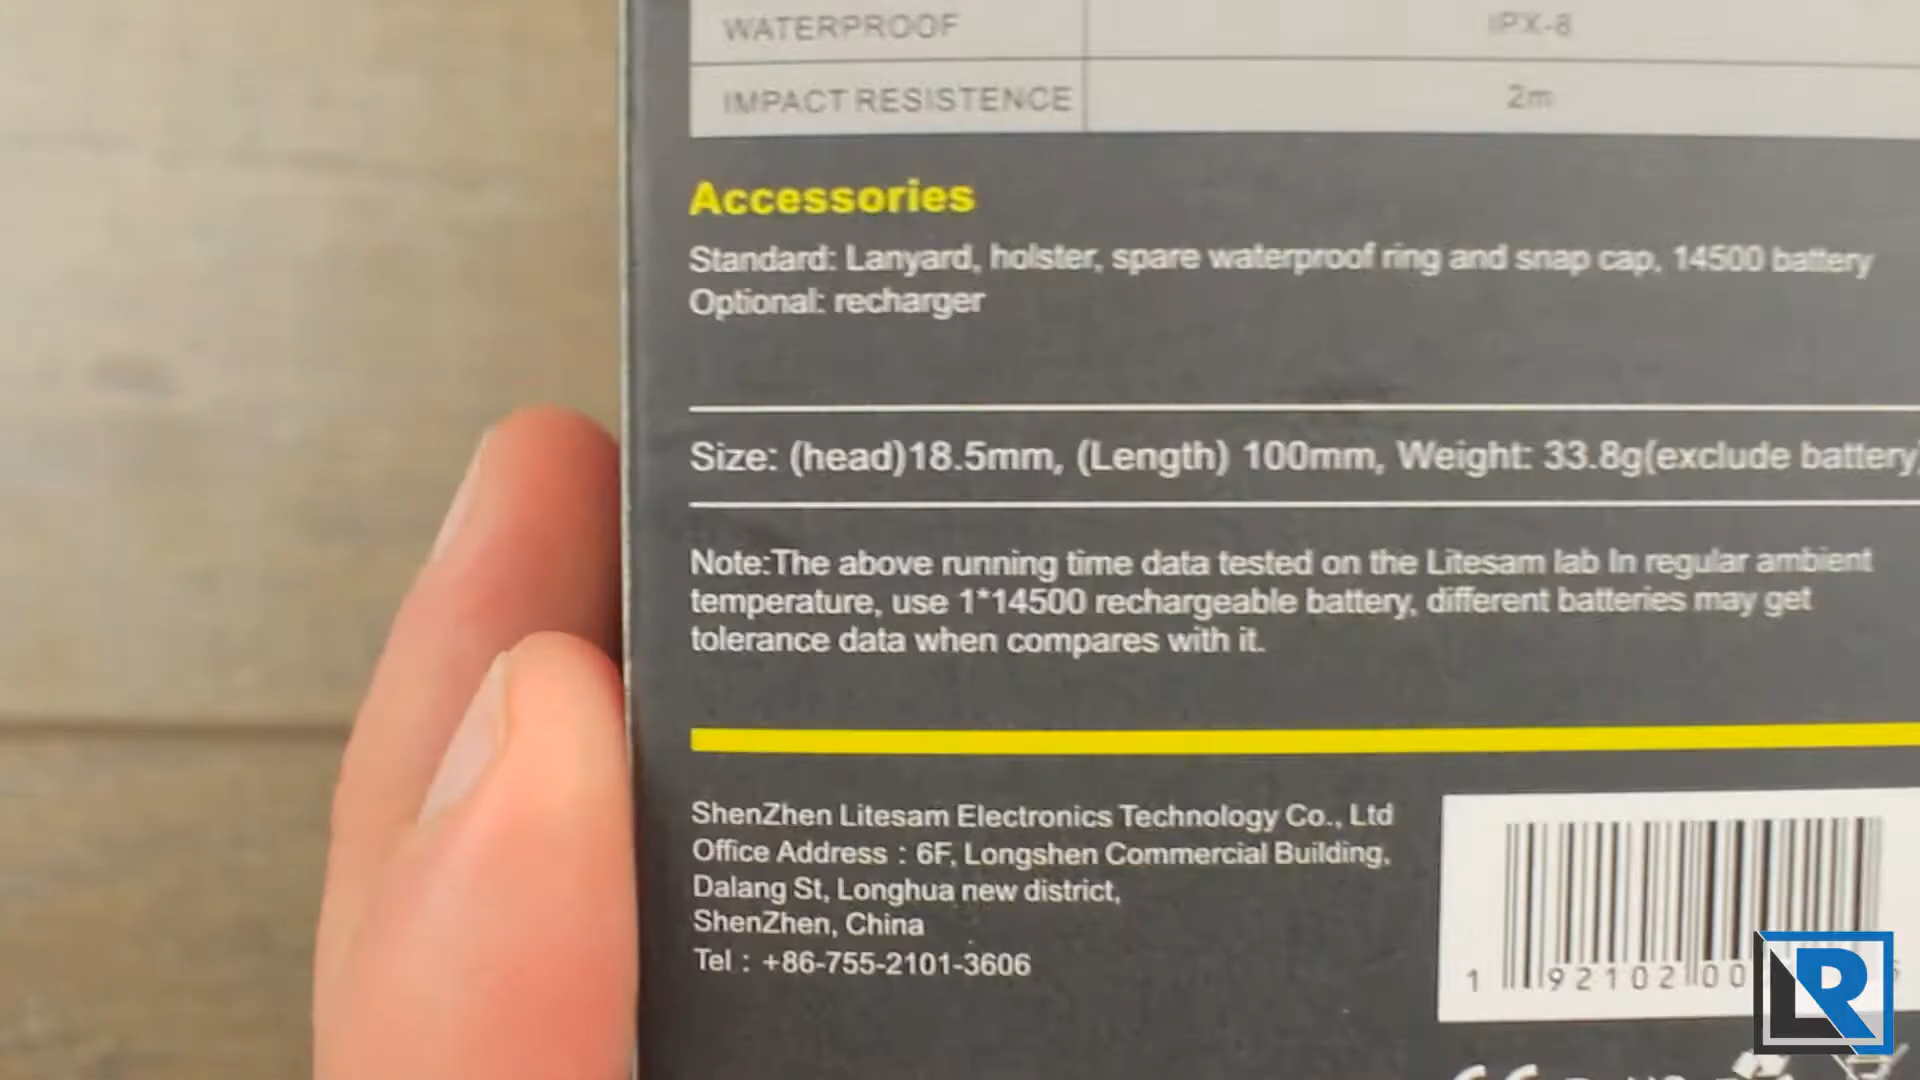 WATERPROOF IPX-8
IMPACT RESISTENCE 2m
Accessories
Standard: Lanyard, holster, spare waterproof ring and snap cap, 14500 battery
Optional: recharger
Size: (head)18.5mm, (Length) 100mm, Weight: 33.8g(exclude battery)
Note:The above running time data tested on the Litesam lab In regular ambient
temperature, use 1*14500 rechargeable battery, different batteries may get
tolerance data when compares with it.
ShenZhen Litesam Electronics Technology Co., Ltd
Office Address : 6F, Longshen Commercial Building,
Dalang St, Longhua new district,
ShenZhen, China
Tel : +86-755-2101-3606
1 92102 00
LR